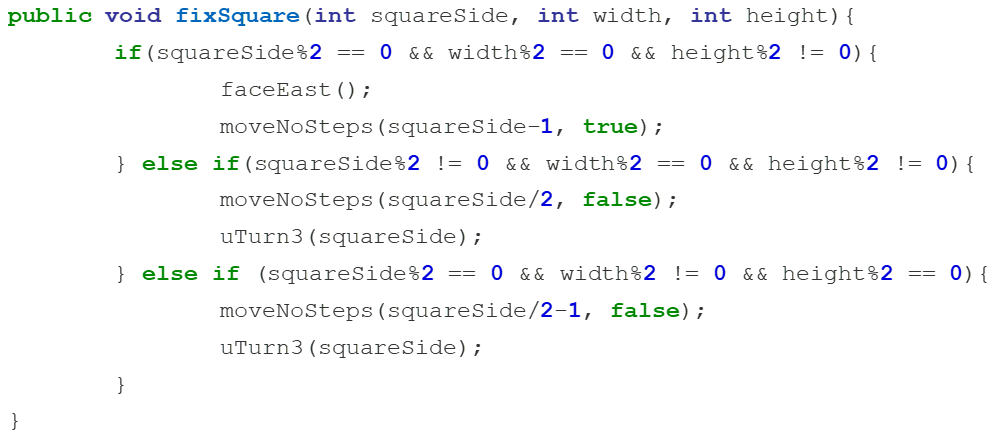 public void fixSquare(int squareSide, int width, int height){
        if(squareSide%2 == 0 && width%2 == 0 && height%2 != 0){
                faceEast();
                moveNoSteps(squareSide-1, true);
        } else if(squareSide%2 != 0 && width%2 == 0 && height%2 != 0){
                moveNoSteps(squareSide/2, false);
                uTurn3(squareSide);
        } else if (squareSide%2 == 0 && width%2 != 0 && height%2 == 0){
                moveNoSteps(squareSide/2-1, false);
                uTurn3(squareSide);
        }
}